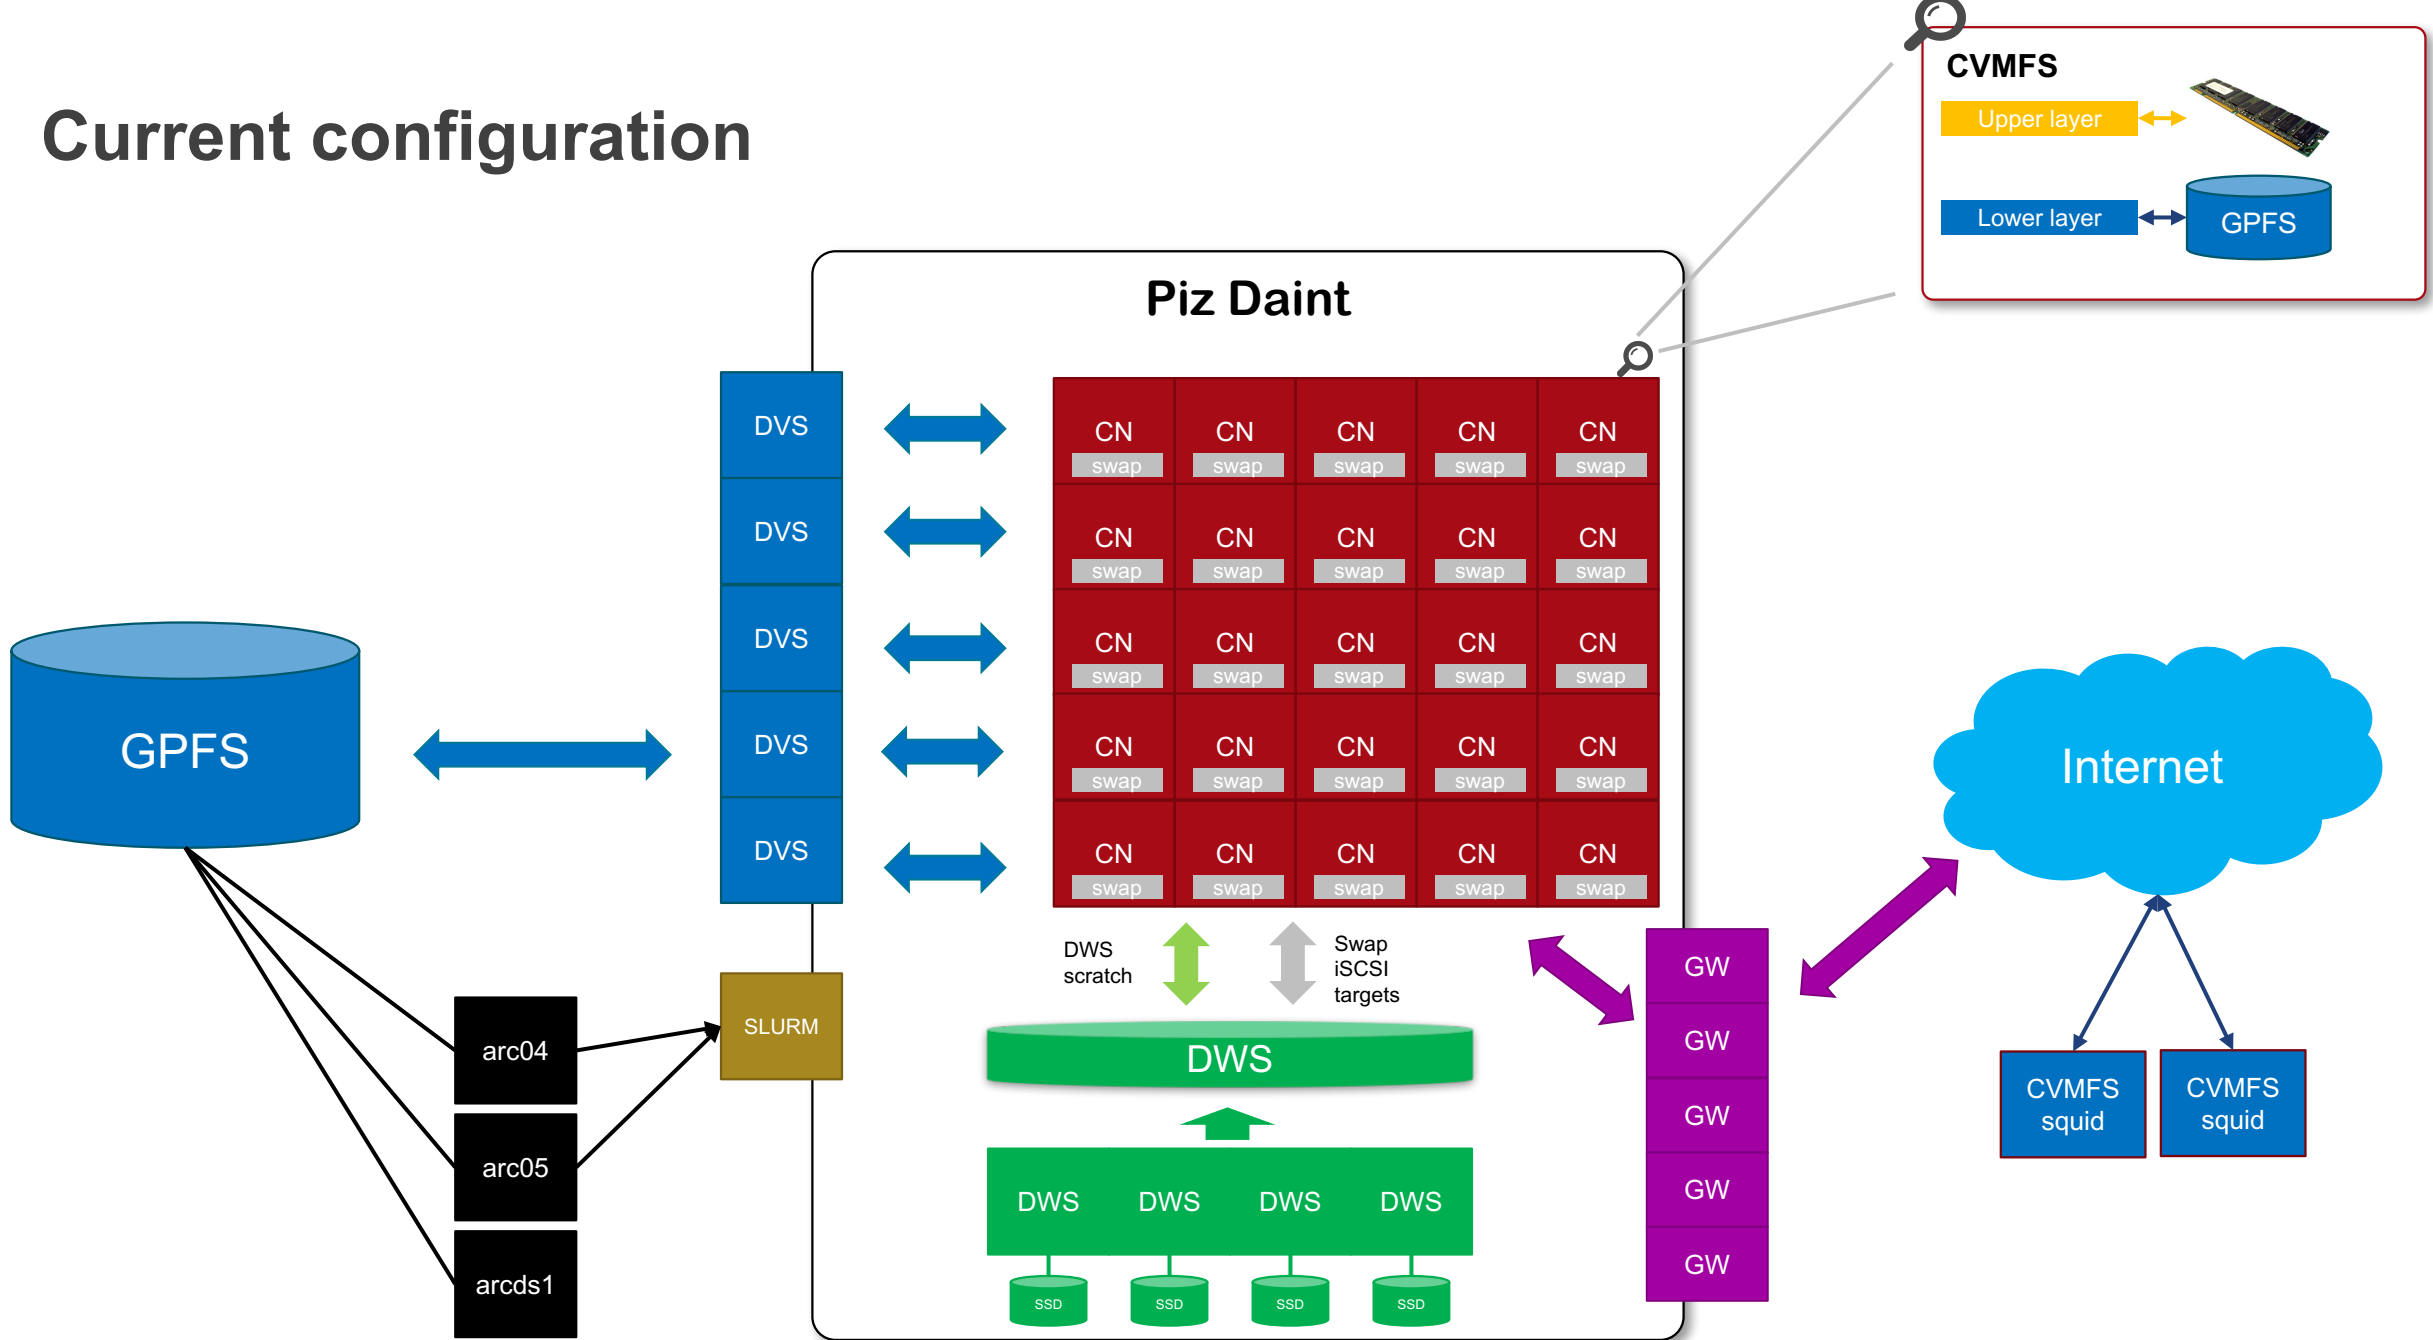 Current configuration
CVMFS
Upper layer
Lower layer
GPFS
Piz Daint
DVS
DVS
DVS
DVS
DVS
CN CN CN CN CN
swap swap swap swap swap
CN CN CN CN CN
swap swap swap swap swap
CN CN CN CN CN
swap swap swap swap swap
CN CN CN CN CN
swap swap swap swap swap
CN CN CN CN CN
swap swap swap swap swap
GPFS
Internet
DWS
scratch
Swap
iSCSI
targets
SLURM
arc04
arc05
arcds1
DWS
DWS DWS DWS DWS
SSD SSD SSD SSD
GW
GW
GW
GW
GW
CVMFS
squid
CVMFS
squid